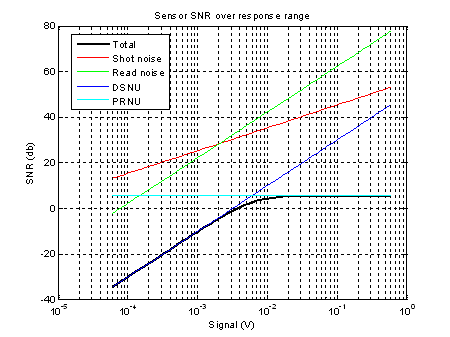 Sensor SNR over response range
80
60
40
20
0
-20
-40
SNR (db)
Total
Shot noise
Read noise
DSNU
PRNU
10^-5
10^-4
10^-3
10^-2
10^-1
10^0
Signal (V)